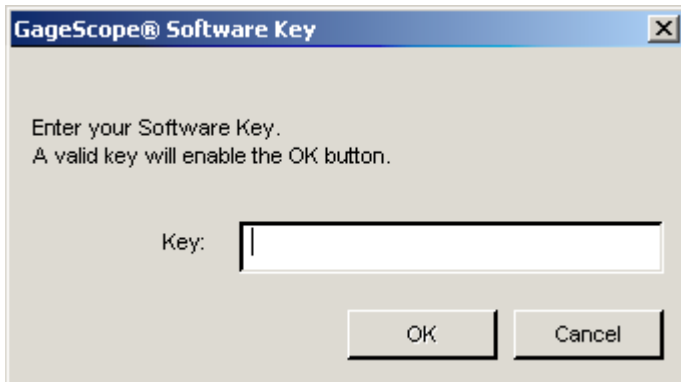 GageScope® Software Key
Enter your Software Key.
A valid key will enable the OK button.
Key:
OK Cancel